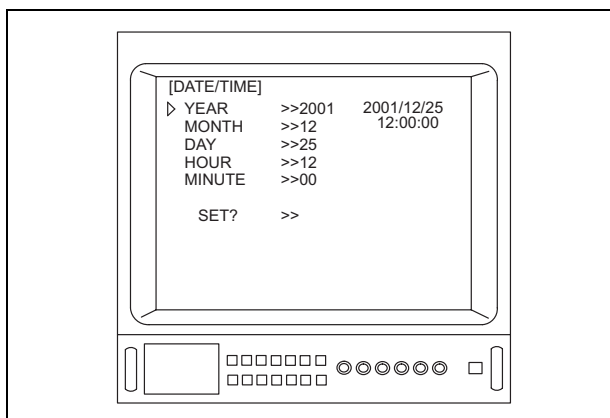 [DATE/TIME]
▷ YEAR >>2001 2001/12/25
MONTH >>12 12:00:00
DAY >>25
HOUR >>12
MINUTE >>00
SET? >>